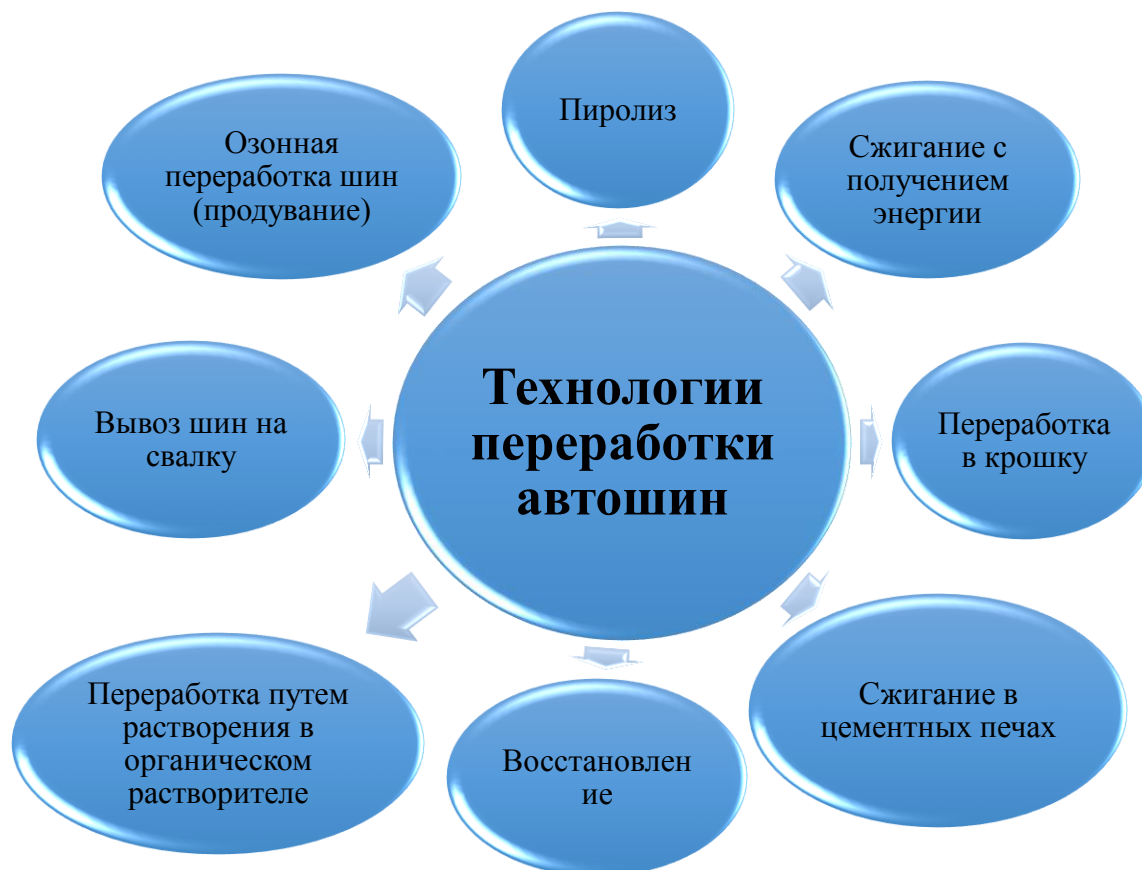 Пиролиз
Сжигание с
получением
энергии
Переработка
в крошку
Сжигание в
цементных печах
Восстановлен
ие
Переработка путем
растворения в
органическом
растворителе
Вывоз шин на
свалку
Озонная
переработка шин
(продувание)
Технологии
переработки
автошин